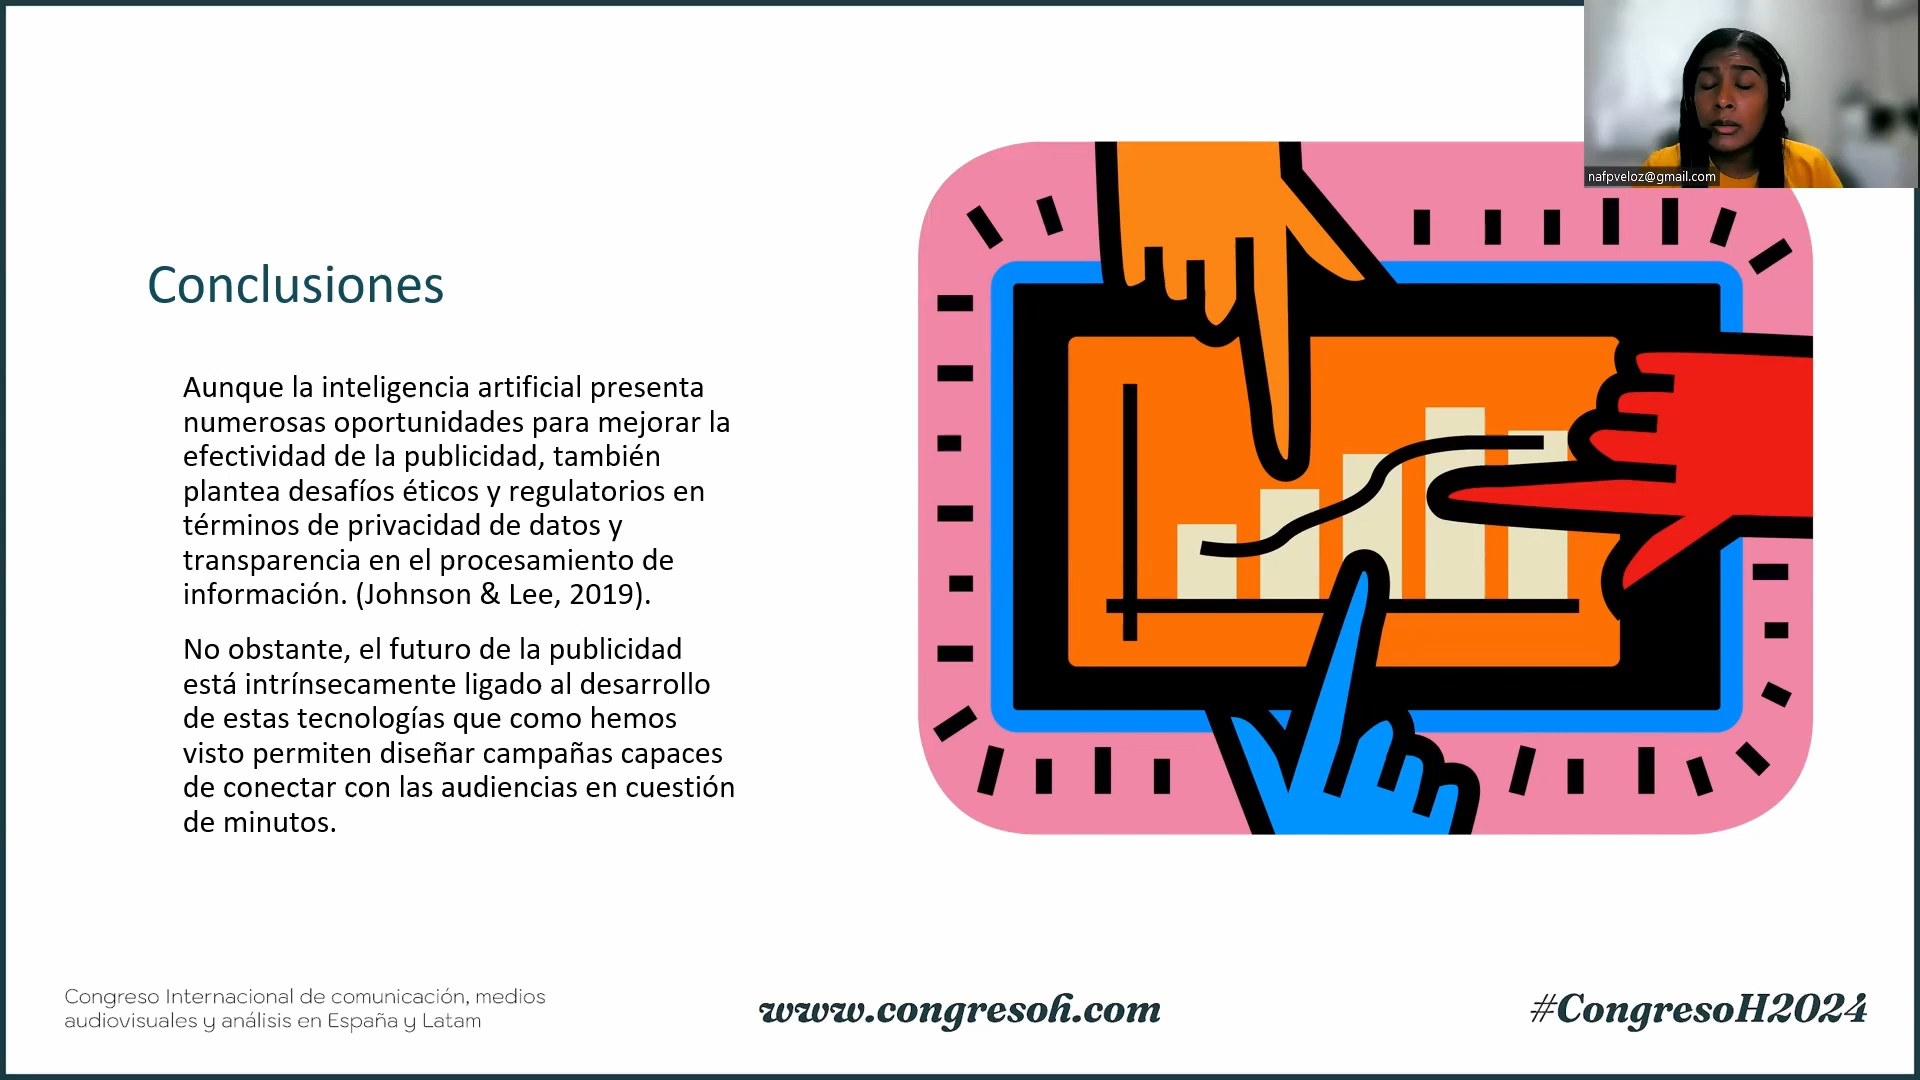 nafpveloz@gmail.com
Conclusiones
Aunque la inteligencia artificial presenta
numerosas oportunidades para mejorar la
efectividad de la publicidad, también
plantea desafíos éticos y regulatorios en
términos de privacidad de datos y
transparencia en el procesamiento de
información. (Johnson & Lee, 2019).
No obstante, el futuro de la publicidad
está intrínsecamente ligado al desarrollo
de estas tecnologías que como hemos
visto permiten diseñar campañas capaces
de conectar con las audiencias en cuestión
de minutos.
Congreso Internacional de comunicación, medios
audiovisuales y análisis en España y Latam
www.congresoh.com
#CongresoH2024